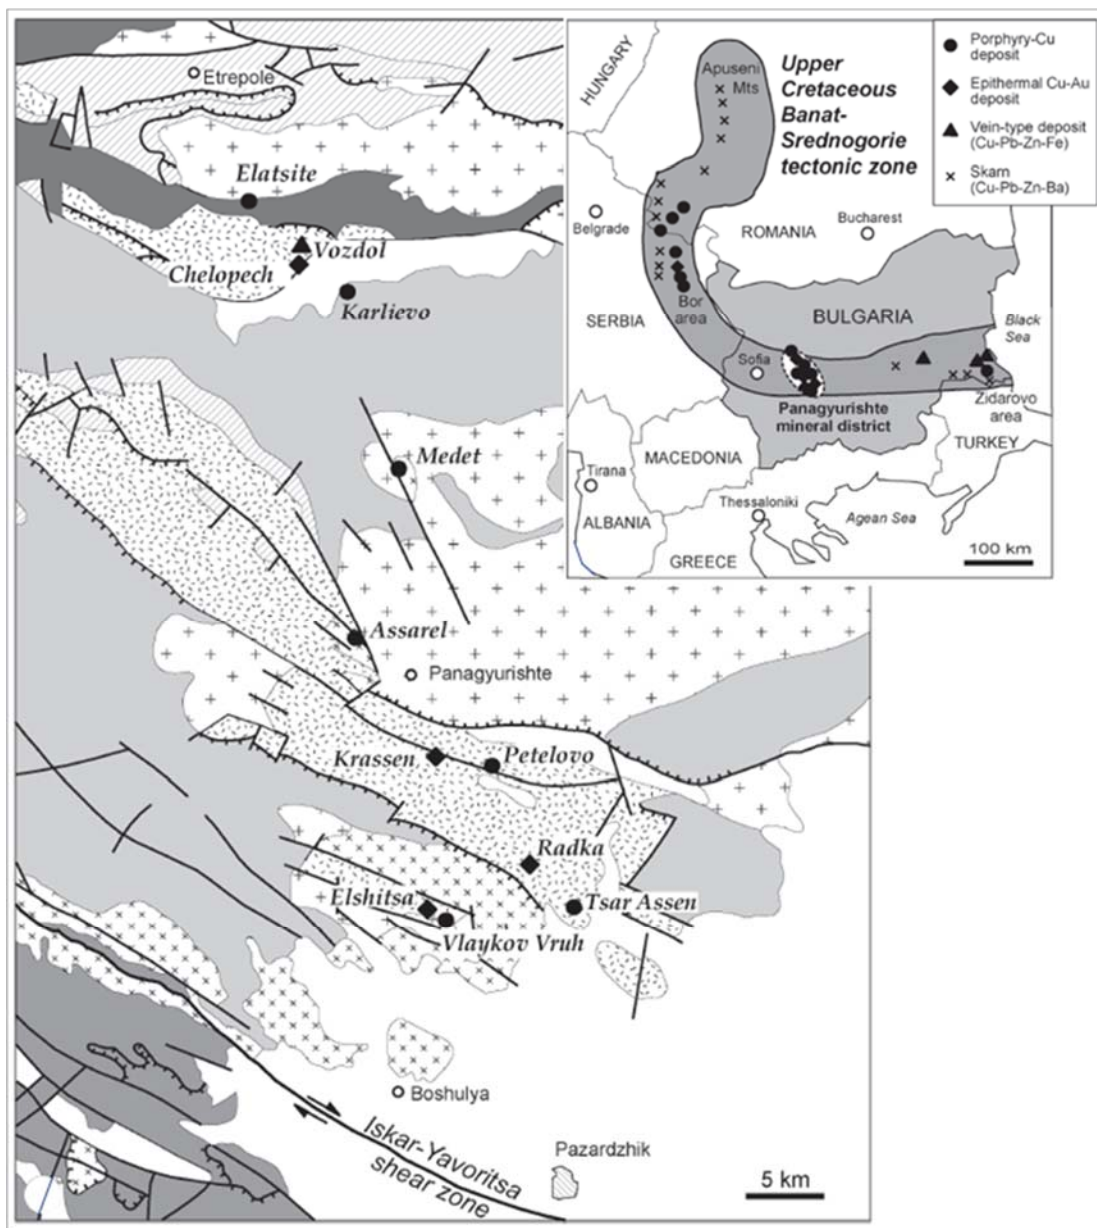 Etrepole
Elatsite
Vozdol
Chelopech
Karlievo
Medet
Assarel
Panagyurishte
Krassen
Petelovo
Radka
Elshitsa
Tsar Assen
Vlaykov Vruh
Boshulya
Iskar-Yavoritsa
shear zone
Pazardzhik
5 km
HUNGARY
Apuseni
Mts
Upper
Cretaceous
Banat-
Srednogorie
tectonic zone
Belgrade
Bucharest
ROMANIA
Bor
area
SERBIA
BULGARIA
Black
Sea
Sofia
Zidarovo
area
Panagyurishte
mineral district
TURKEY
MACEDONIA
Tirana
Thessaloniki
ALBANIA
Agean Sea
GREECE
100 km
Porphyry-Cu
deposit
Epithermal Cu-Au
deposit
Vein-type deposit
(Cu-Pb-Zn-Fe)
Skarn
(Cu-Pb-Zn-Ba)